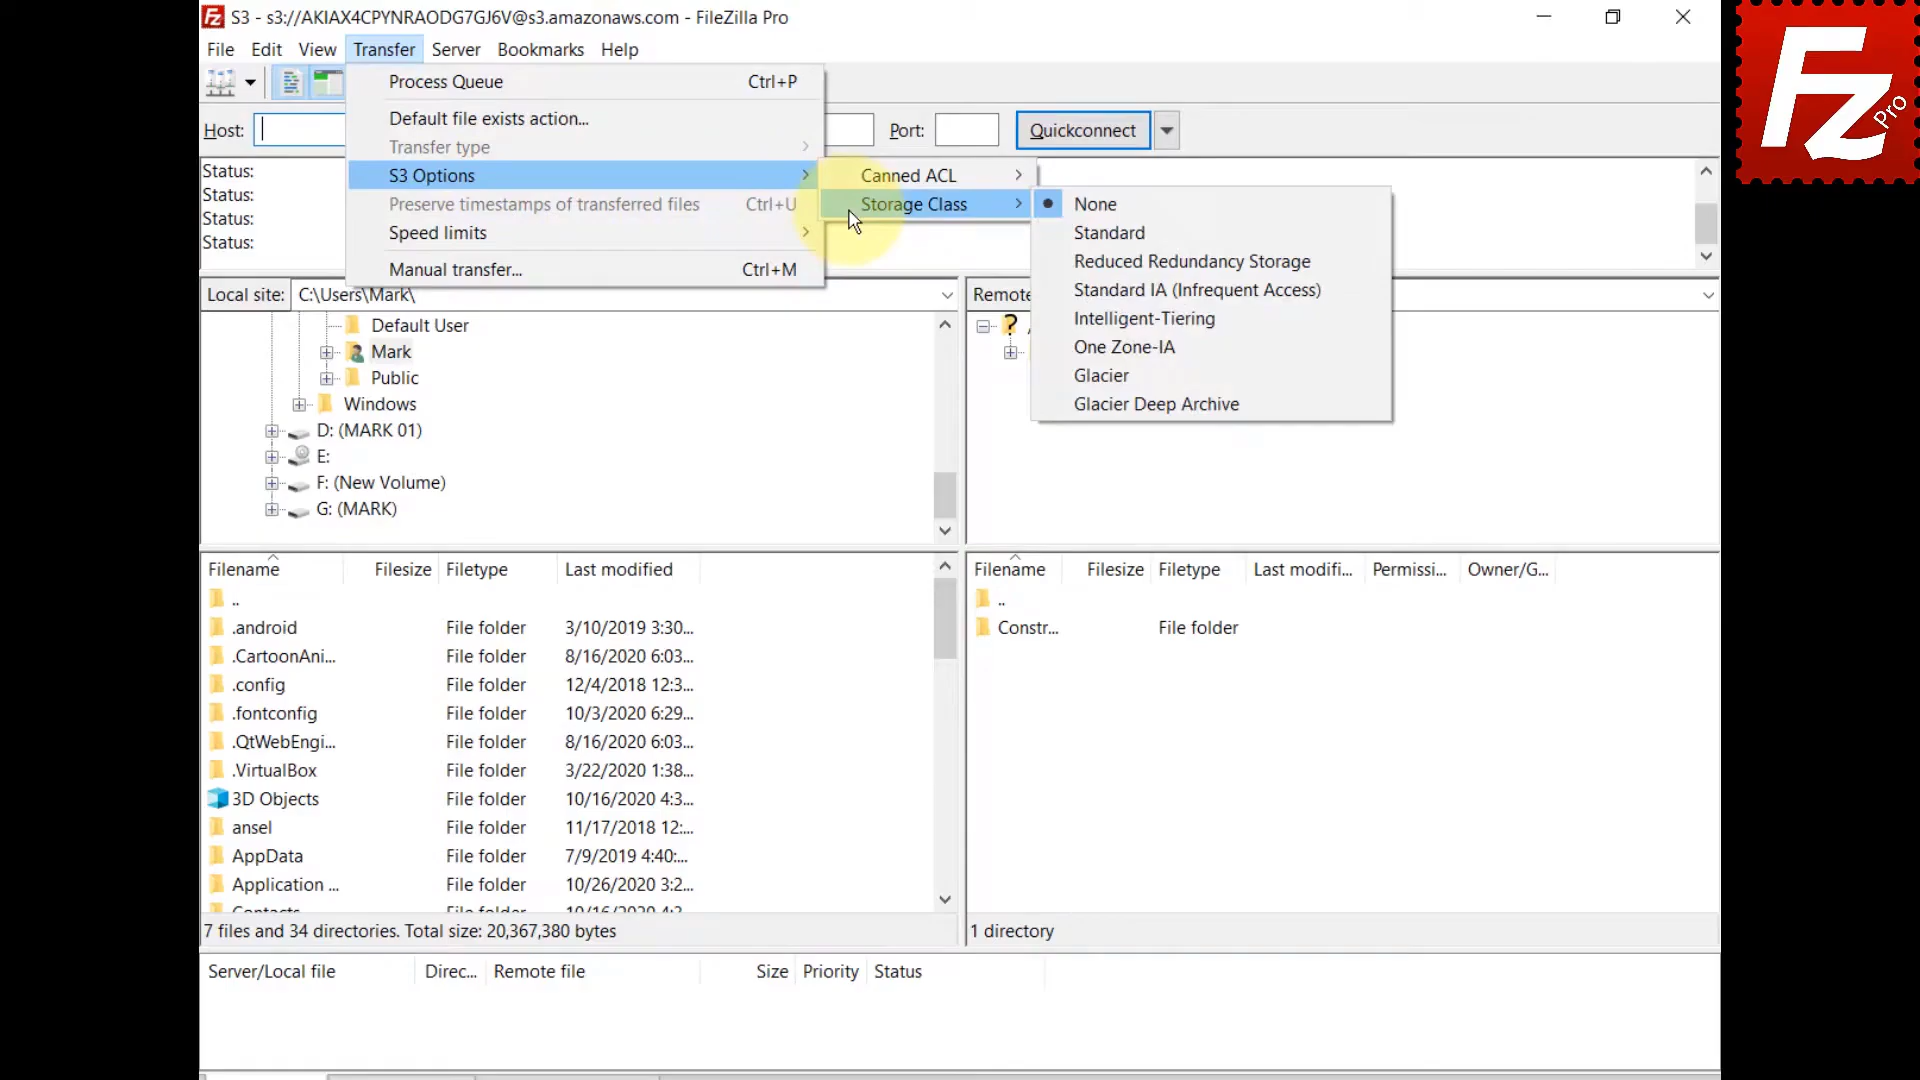 S3 - s3://AKIAX4CPYNRAODG7GJ6V@s3.amazonaws.com - FileZilla Pro
File Edit View Transfer Server Bookmarks Help
Process Queue Ctrl+P
Default file exists action...
Transfer type
S3 Options
Preserve timestamps of transferred files Ctrl+U
Speed limits
Manual transfer... Ctrl+M
Canned ACL
Storage Class
None
Standard
Reduced Redundancy Storage
Standard IA (Infrequent Access)
Intelligent-Tiering
One Zone-IA
Glacier
Glacier Deep Archive
Host: Port: Quickconnect
Status:
Status:
Status:
Status:
Local site: C:\Users\Mark\
Default User
Mark
Public
Windows
D: (MARK 01)
E:
F: (New Volume)
G: (MARK)
Filename Filesize Filetype Last modified
..
.android File folder 3/10/2019 3:30...
.CartoonAni... File folder 8/16/2020 6:03...
.config File folder 12/4/2018 12:3...
.fontconfig File folder 10/3/2020 6:29...
.QtWebEngi... File folder 8/16/2020 6:03...
.VirtualBox File folder 3/22/2020 1:38...
3D Objects File folder 10/16/2020 4:3...
ansel File folder 11/17/2018 12:...
AppData File folder 7/9/2019 4:40:...
Application ... File folder 10/26/2020 3:2...
Contacts File folder 10/16/2020 4:3
7 files and 34 directories. Total size: 20,367,380 bytes
Remote
Filename Filesize Filetype Last modifi... Permissi... Owner/G...
..
Constr... File folder
1 directory
Server/Local file Direc... Remote file Size Priority Status
Fz Pro